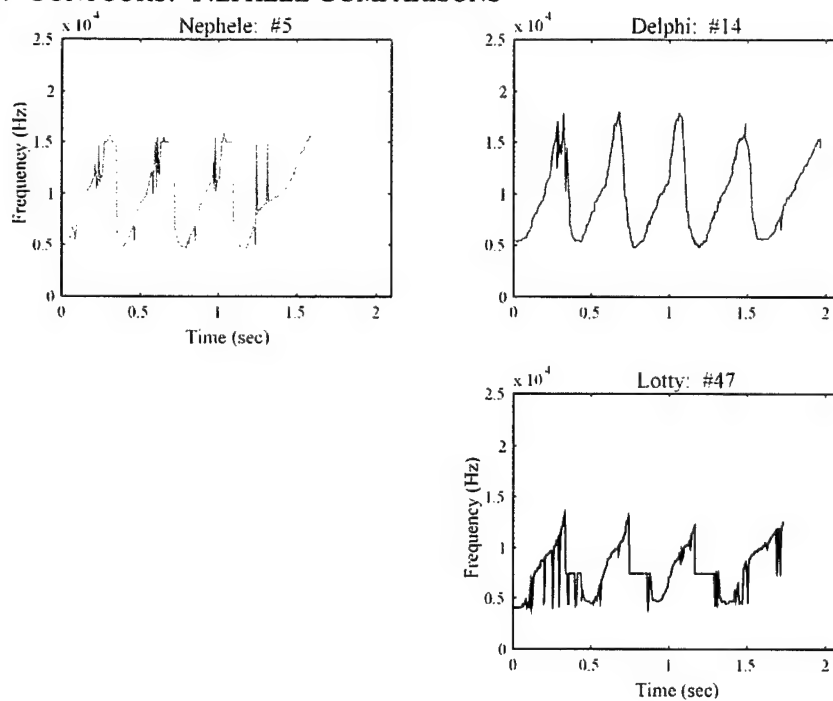 CONTOURS: NEPHELE COMPARISONS
x 10^4 Nephele: #5
2.5
2
1.5
1
0.5
0
Frequency (Hz)
0 0.5 1 1.5 2
Time (sec)
x 10^4 Delphi: #14
2.5
2
1.5
1
0.5
0
0 0.5 1 1.5 2
x 10^4 Lotty: #47
2.5
2
1.5
1
0.5
0
Frequency (Hz)
0 0.5 1 1.5 2
Time (sec)